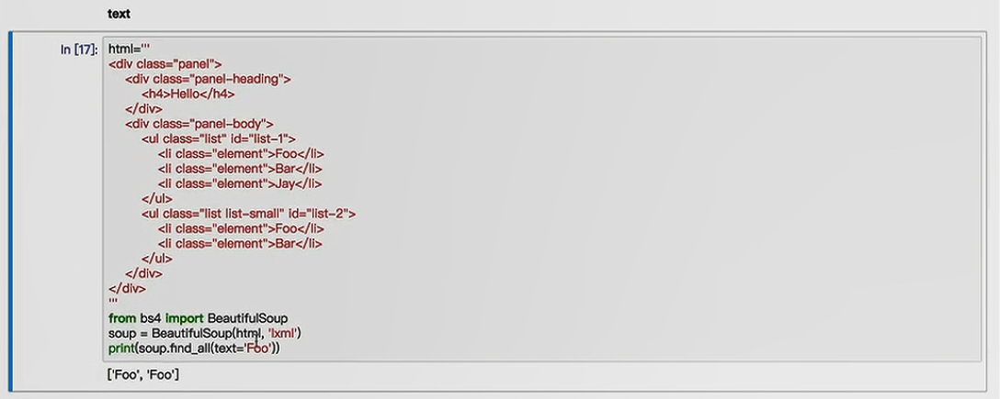 text
In [17]: html='''
<div class="panel">
    <div class="panel-heading">
        <h4>Hello</h4>
    </div>
    <div class="panel-body">
        <ul class="list" id="list-1">
            <li class="element">Foo</li>
            <li class="element">Bar</li>
            <li class="element">Jay</li>
        </ul>
        <ul class="list list-small" id="list-2">
            <li class="element">Foo</li>
            <li class="element">Bar</li>
        </ul>
    </div>
</div>
'''
from bs4 import BeautifulSoup
soup = BeautifulSoup(html, 'lxml')
print(soup.find_all(text='Foo'))
['Foo', 'Foo']